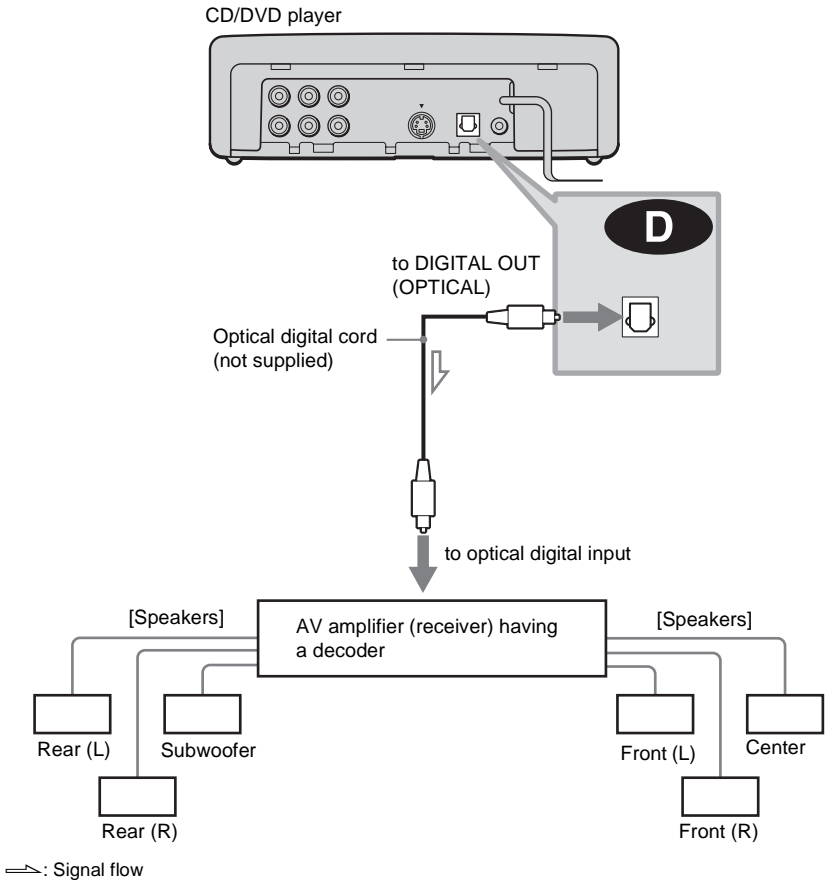 CD/DVD player
D
to DIGITAL OUT
(OPTICAL)
Optical digital cord
(not supplied)
to optical digital input
[Speakers]
AV amplifier (receiver) having
a decoder
[Speakers]
Rear (L)
Subwoofer
Front (L)
Center
Rear (R)
Front (R)
: Signal flow